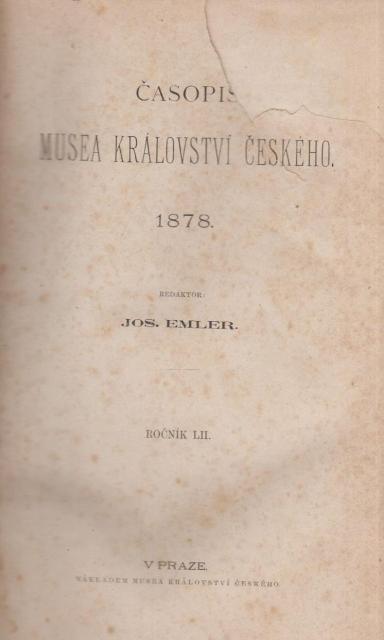 ČASOPIS
MUSEA KRÁLOVSTVÍ ČESKÉHO.
1878.
REDAKTOR:
JOS. EMLER.
ROČNÍK LII.
V PRAZE.
NÁKLADEM MUSEA KRÁLOVSTVÍ ČESKÉHO.